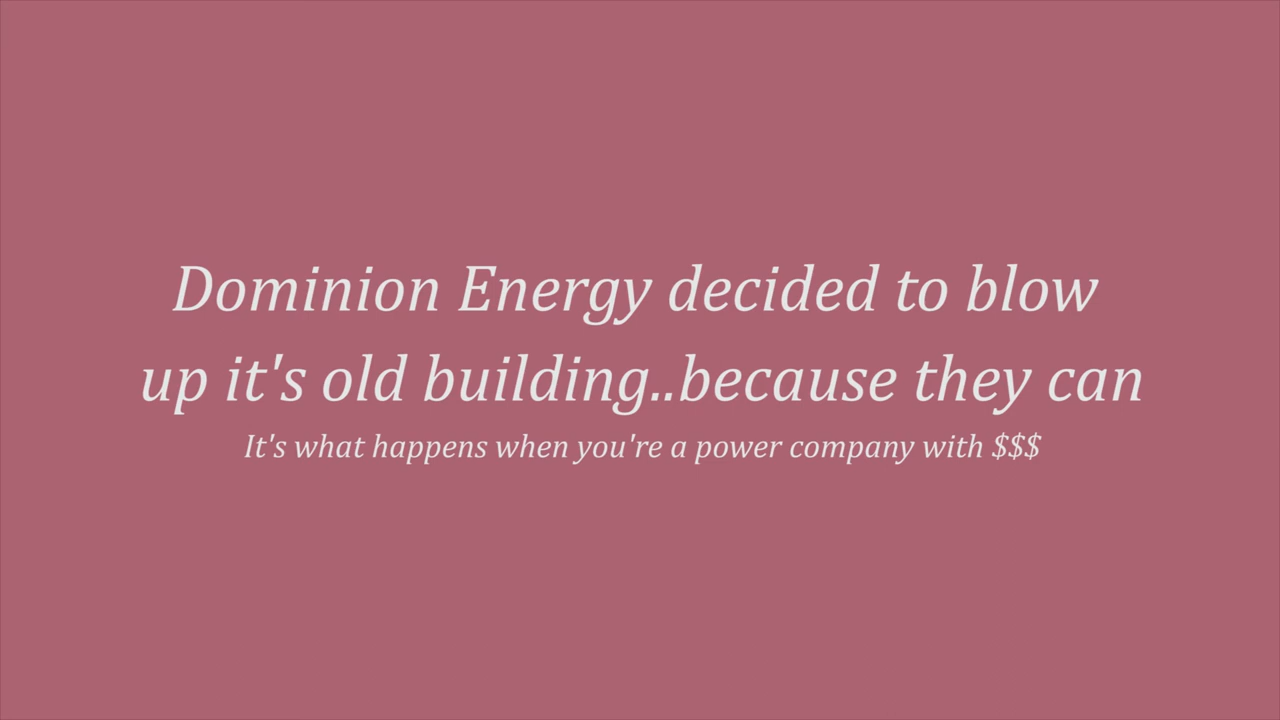 Dominion Energy decided to blow
up it's old building..because they can
It's what happens when you're a power company with $$$